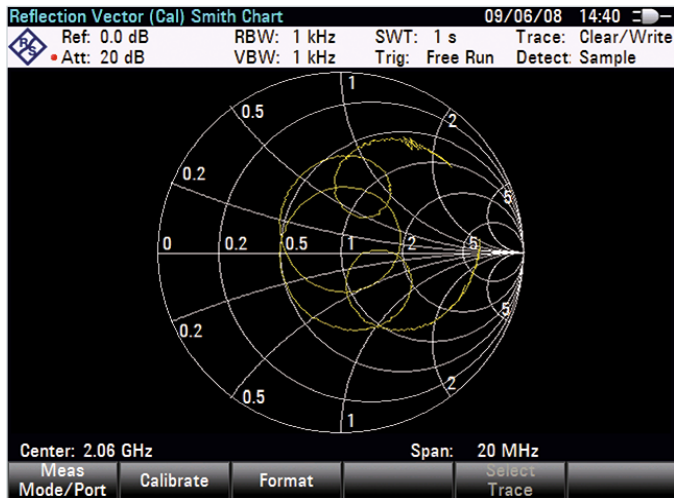 Reflection Vector (Cal) Smith Chart 09/06/08 14:40
R&S Ref: 0.0 dB RBW: 1 kHz SWT: 1 s Trace: Clear/Write
Att: 20 dB VBW: 1 kHz Trig: Free Run Detect: Sample
1
0.5 2
0.2 5
0 0.2 0.5 1 2 5
0.2 5
0.5 2
1
Center: 2.06 GHz Span: 20 MHz
Meas Mode/Port Calibrate Format Select Trace